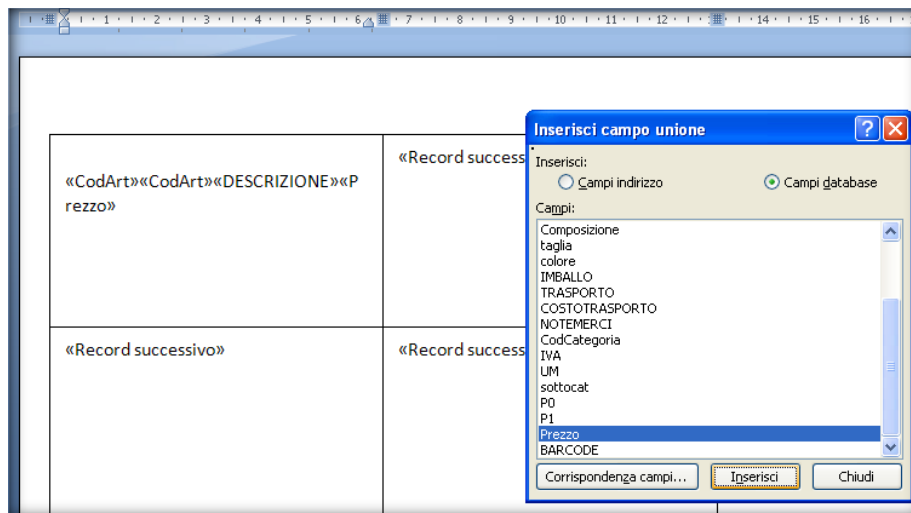 1 2 3 4 5 6 7 8 9 10 11 12 14 15 16
«CodArt»«CodArt»«DESCRIZIONE»«P
rezzo»
«Record success
«Record successivo»
«Record success
Inserisci campo unione
Inserisci:
Campi indirizzo
Campi database
Campi:
Composizione
taglia
colore
IMBALLO
TRASPORTO
COSTOTRASPORTO
NOTEMERCI
CodCategoria
IVA
UM
sottocat
P0
P1
Prezzo
BARCODE
Corrispondenza campi...
Inserisci
Chiudi